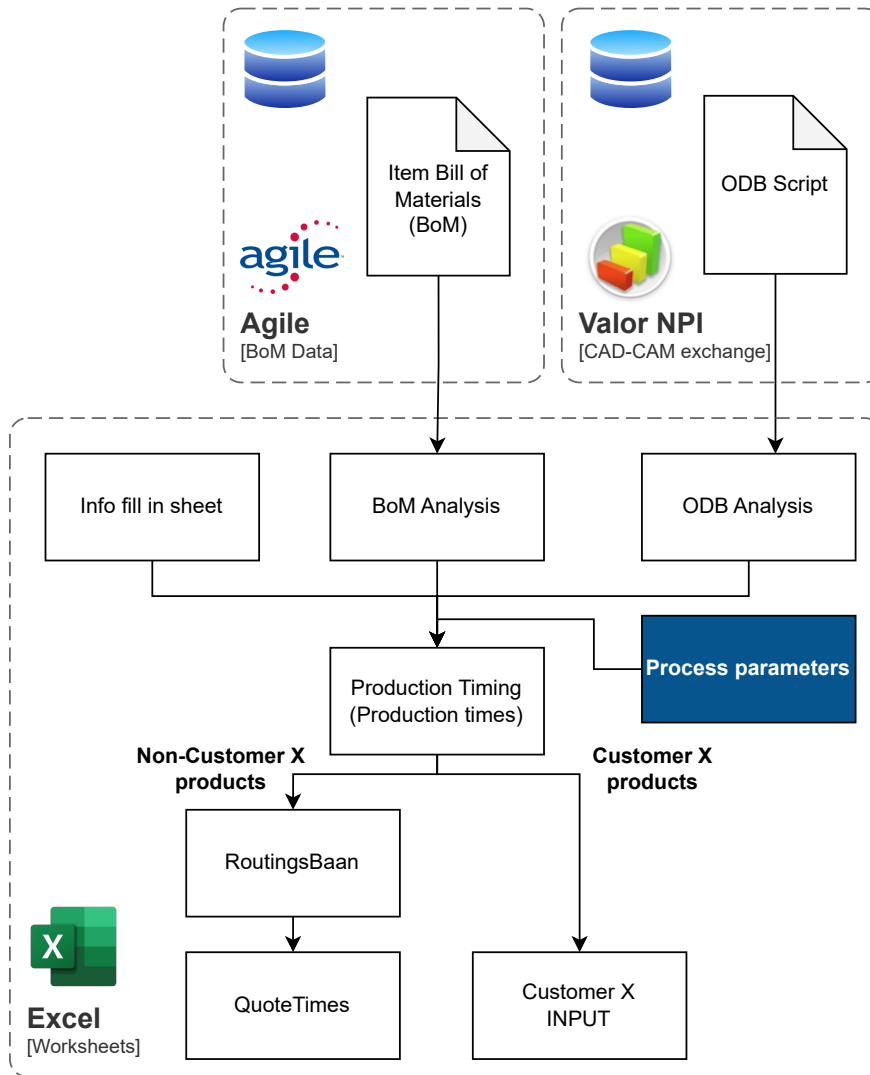 Item Bill of
Materials
(BoM)
agile
Agile
[BoM Data]
ODB Script
Valor NPI
[CAD-CAM exchange]
Info fill in sheet
BoM Analysis
ODB Analysis
Process parameters
Production Timing
(Production times)
Non-Customer X
products
Customer X
products
RoutingsBaan
QuoteTimes
Customer X
INPUT
X
Excel
[Worksheets]